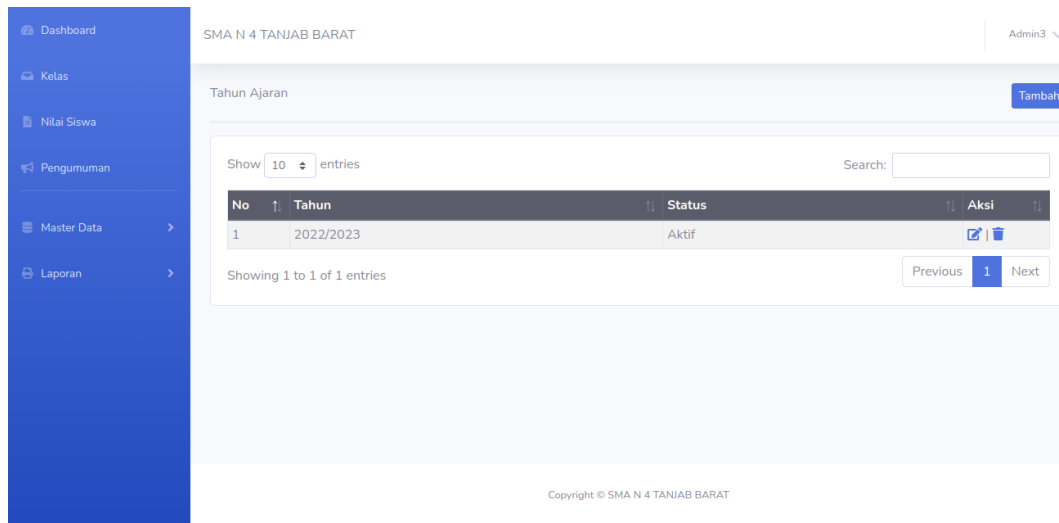 Dashboard
Kelas
Nilai Siswa
Pengumuman
Master Data
Laporan
SMA N 4 TANJAB BARAT
Admin3
Tahun Ajaran
Tambah
Show 10 entries
Search:
No Tahun Status Aksi
1 2022/2023 Aktif |
Showing 1 to 1 of 1 entries
Previous 1 Next
Copyright © SMA N 4 TANJAB BARAT